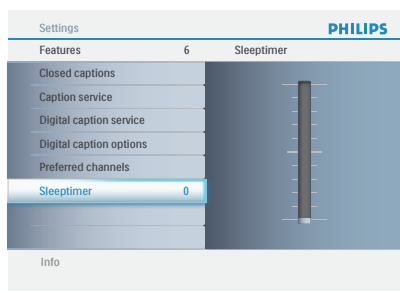 Settings
PHILIPS
Features 6 Sleeptimer
Closed captions
Caption service
Digital caption service
Digital caption options
Preferred channels
Sleeptimer 0
Info